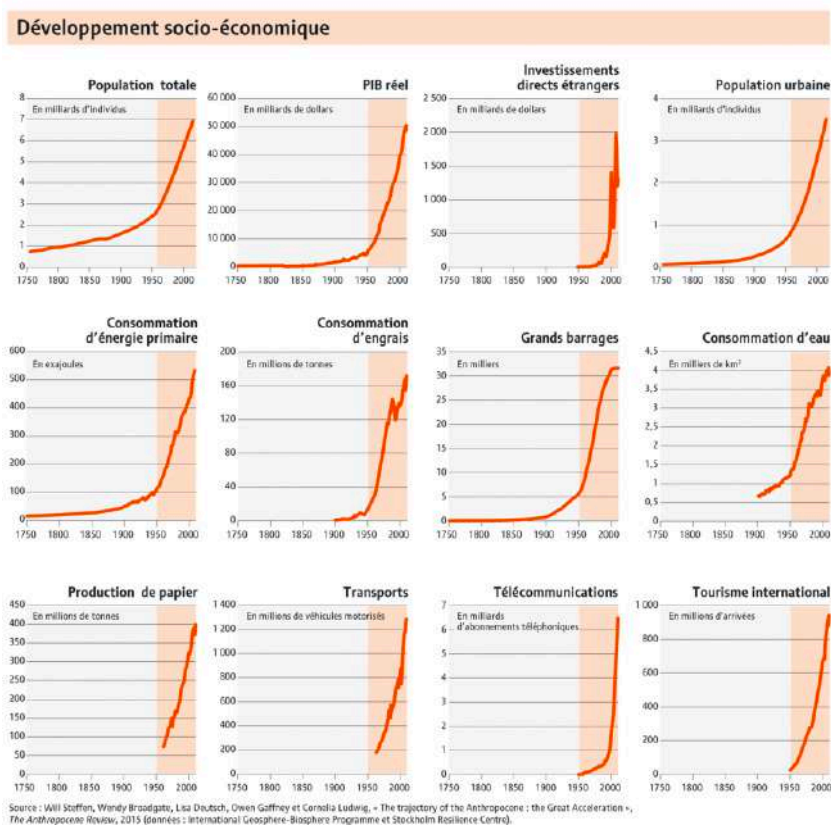 Développement socio-économique
Population totale
En milliards d'individus
8
7
6
5
4
3
2
1
0
1750 1800 1850 1900 1950 2000
PIB réel
En milliards de dollars
60 000
50 000
40 000
30 000
20 000
10 000
0
1750 1800 1850 1900 1950 2000
Investissements
directs étrangers
En milliards de dollars
2 500
2 000
1 500
1 000
500
0
1750 1800 1850 1900 1950 2000
Population urbaine
En milliards d'individus
4
3
2
1
0
1750 1800 1850 1900 1950 2000
Consommation
d'énergie primaire
En exajoules
600
500
400
300
200
100
0
1750 1800 1850 1900 1950 2000
Consommation
d'engrais
En millions de tonnes
200
160
120
80
40
0
1750 1800 1850 1900 1950 2000
Grands barrages
En milliers
35
30
25
20
15
10
5
0
1750 1800 1850 1900 1950 2000
Consommation d'eau
En milliers de km³
4,5
4
3,5
3
2,5
2
1,5
1
0,5
0
1750 1800 1850 1900 1950 2000
Production de papier
En millions de tonnes
450
400
350
300
250
200
150
100
50
0
1750 1800 1850 1900 1950 2000
Transports
En millions de véhicules motorisés
1 400
1 200
1 000
800
600
400
200
0
1750 1800 1850 1900 1950 2000
Télécommunications
En milliards
d'abonnements téléphoniques
7
6
5
4
3
2
1
0
1750 1800 1850 1900 1950 2000
Tourisme international
En millions d'arrivées
1 000
800
600
400
200
0
1750 1800 1850 1900 1950 2000
Source : Will Steffen, Wendy Broadgate, Lisa Deutsch, Owen Gaffney et Cornelia Ludwig, « The trajectory of the Anthropocene : the Great Acceleration »,
The Anthropocene Review, 2015 (données : International Geosphere-Biosphere Programme et Stockholm Resilience Centre).